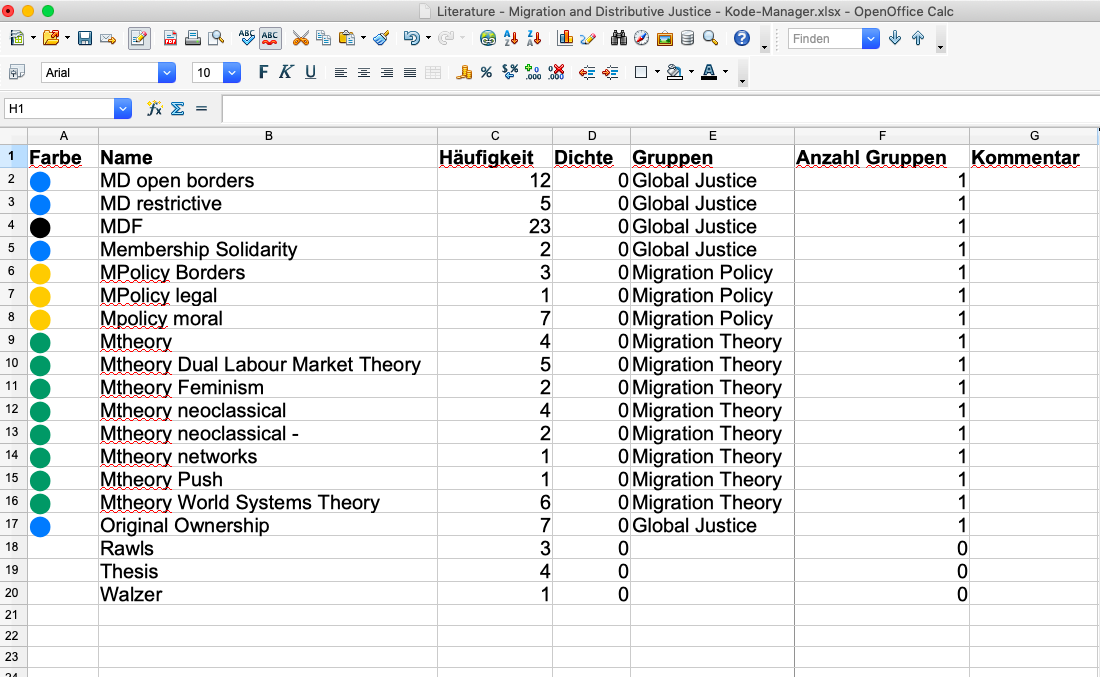 Literature - Migration and Distributive Justice - Kode-Manager.xlsx - OpenOffice Calc
ABC ABC Finden
Arial 10 F K U % $% .000 .000 A
H1 fx Σ =
A B C D E F G
1 Farbe Name Häufigkeit Dichte Gruppen Anzahl Gruppen Kommentar
2 MD open borders 12 0 Global Justice 1
3 MD restrictive 5 0 Global Justice 1
4 MDF 23 0 Global Justice 1
5 Membership Solidarity 2 0 Global Justice 1
6 MPolicy Borders 3 0 Migration Policy 1
7 MPolicy legal 1 0 Migration Policy 1
8 Mpolicy moral 7 0 Migration Policy 1
9 Mtheory 4 0 Migration Theory 1
10 Mtheory Dual Labour Market Theory 5 0 Migration Theory 1
11 Mtheory Feminism 2 0 Migration Theory 1
12 Mtheory neoclassical 4 0 Migration Theory 1
13 Mtheory neoclassical - 2 0 Migration Theory 1
14 Mtheory networks 1 0 Migration Theory 1
15 Mtheory Push 1 0 Migration Theory 1
16 Mtheory World Systems Theory 6 0 Migration Theory 1
17 Original Ownership 7 0 Global Justice 1
18 Rawls 3 0 0
19 Thesis 4 0 0
20 Walzer 1 0 0
21
22
23